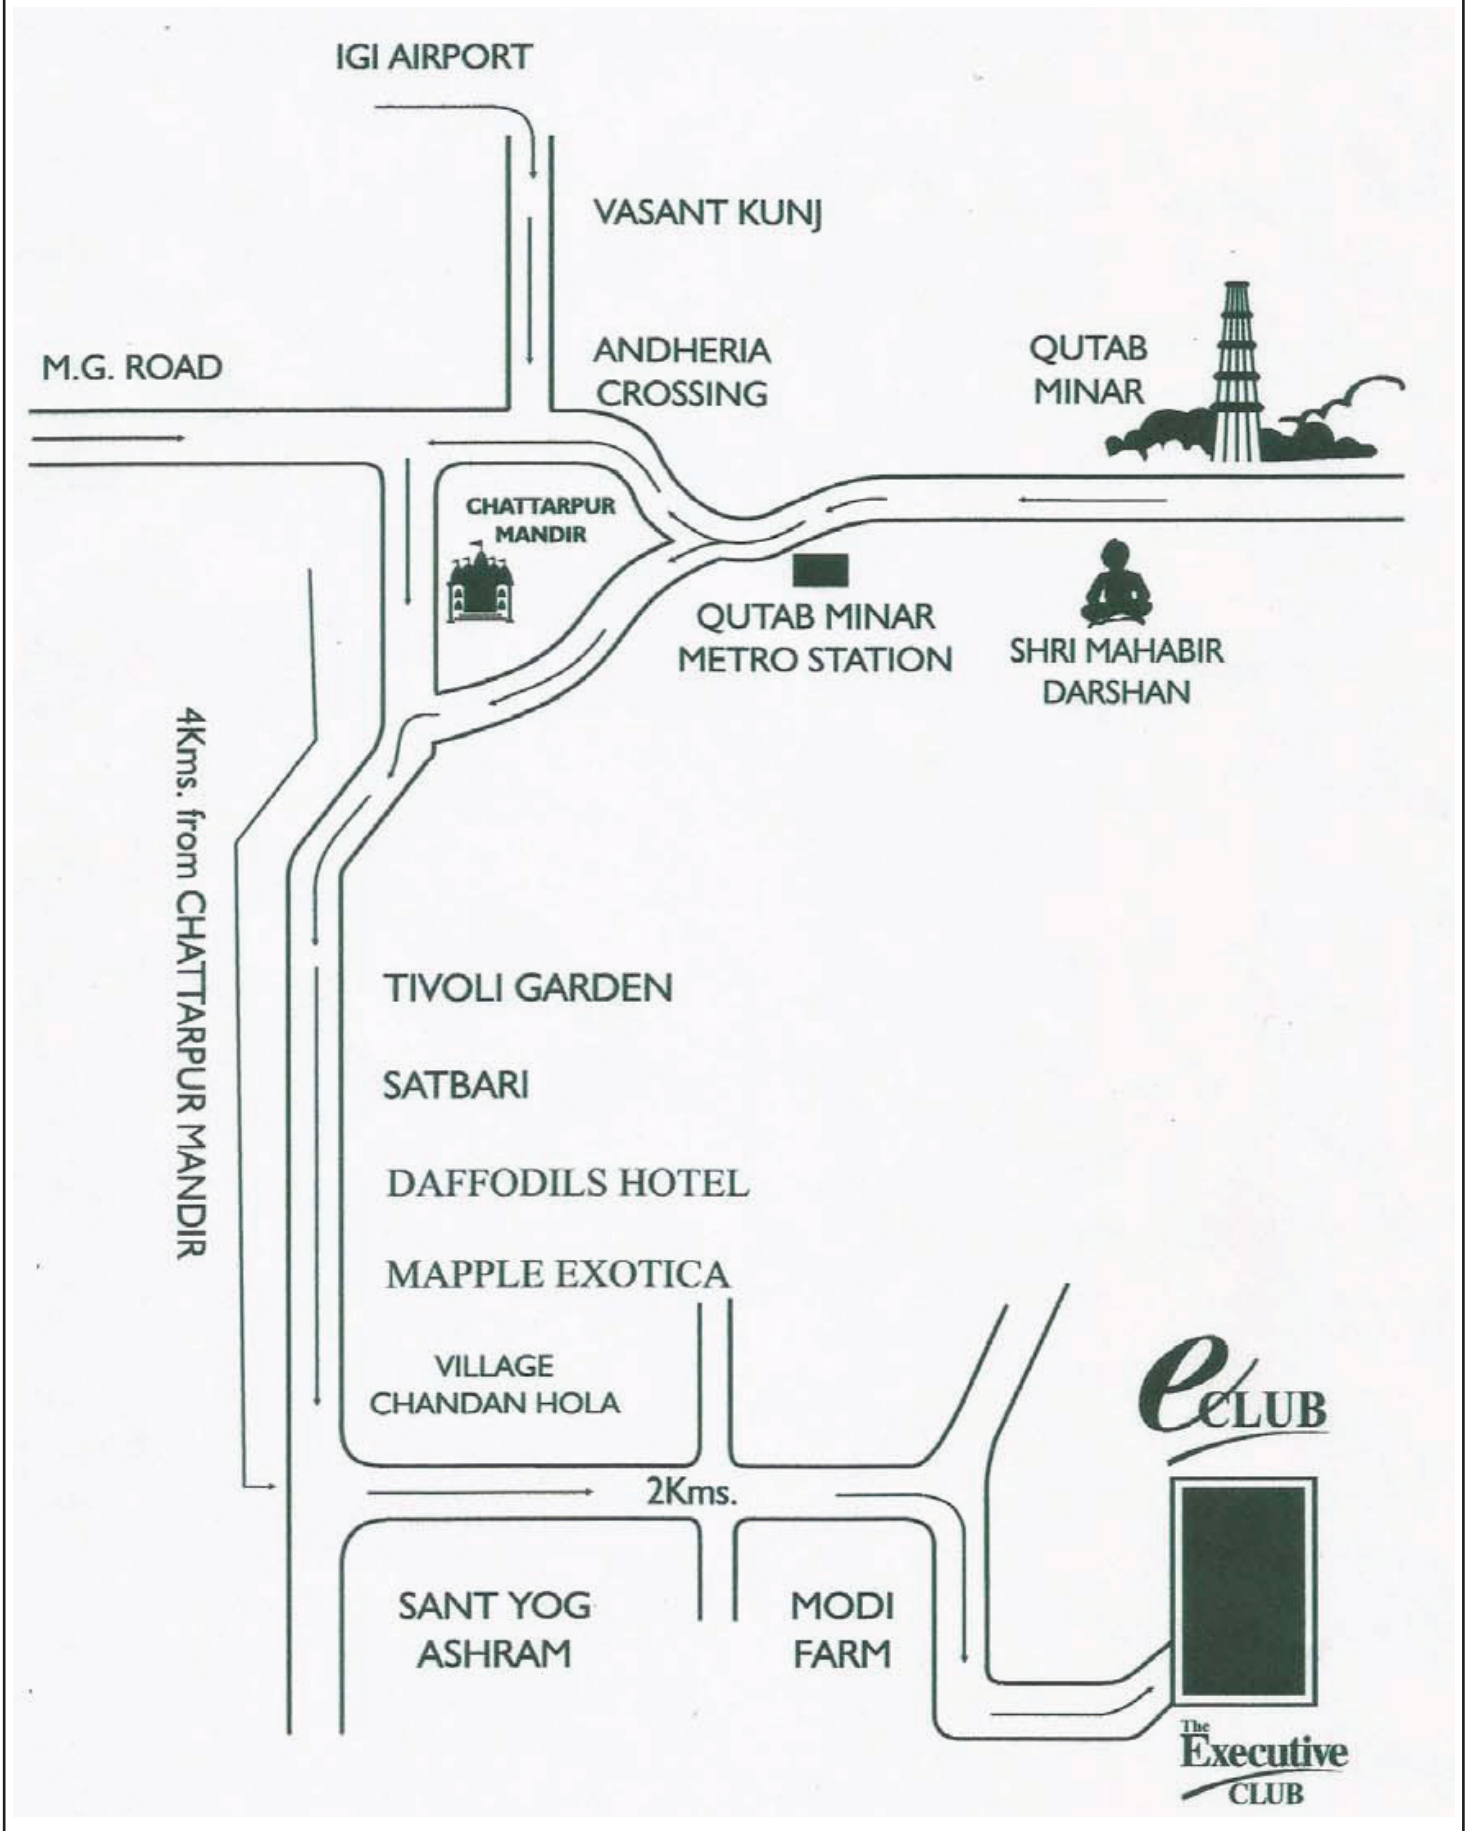 IGI AIRPORT
VASANT KUNJ
M.G. ROAD
ANDHERIA
CROSSING
QUTAB
MINAR
CHATTARPUR
MANDIR
QUTAB MINAR
METRO STATION
SHRI MAHABIR
DARSHAN
4Kms. from CHATTARPUR MANDIR
TIVOLI GARDEN
SATBARI
DAFFODILS HOTEL
MAPPLE EXOTICA
VILLAGE
CHANDAN HOLA
2Kms.
SANT YOG
ASHRAM
MODI
FARM
eCLUB
The
Executive
CLUB